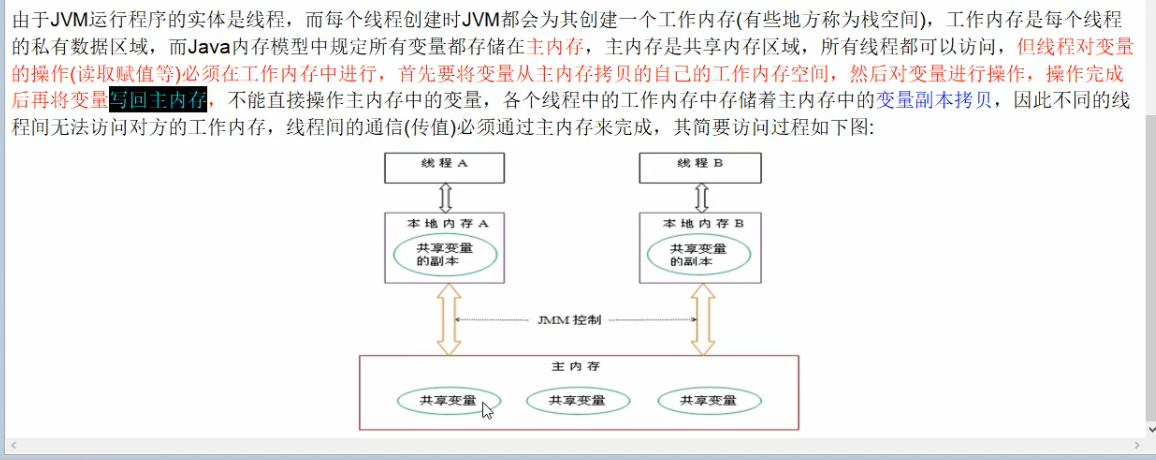 由于JVM运行程序的实体是线程，而每个线程创建时JVM都会为其创建一个工作内存(有些地方称为栈空间)，工作内存是每个线程
的私有数据区域，而Java内存模型中规定所有变量都存储在主内存，主内存是共享内存区域，所有线程都可以访问，但线程对变量
的操作(读取赋值等)必须在工作内存中进行，首先要将变量从主内存拷贝的自己的工作内存空间，然后对变量进行操作，操作完成
后再将变量写回主内存，不能直接操作主内存中的变量，各个线程中的工作内存中存储着主内存中的变量副本拷贝，因此不同的线
程间无法访问对方的工作内存，线程间的通信(传值)必须通过主内存来完成，其简要访问过程如下图:
线程 A
线程 B
本地内存 A
本地内存 B
共享变量
的副本
共享变量
的副本
JMM 控制
主内存
共享变量
共享变量
共享变量